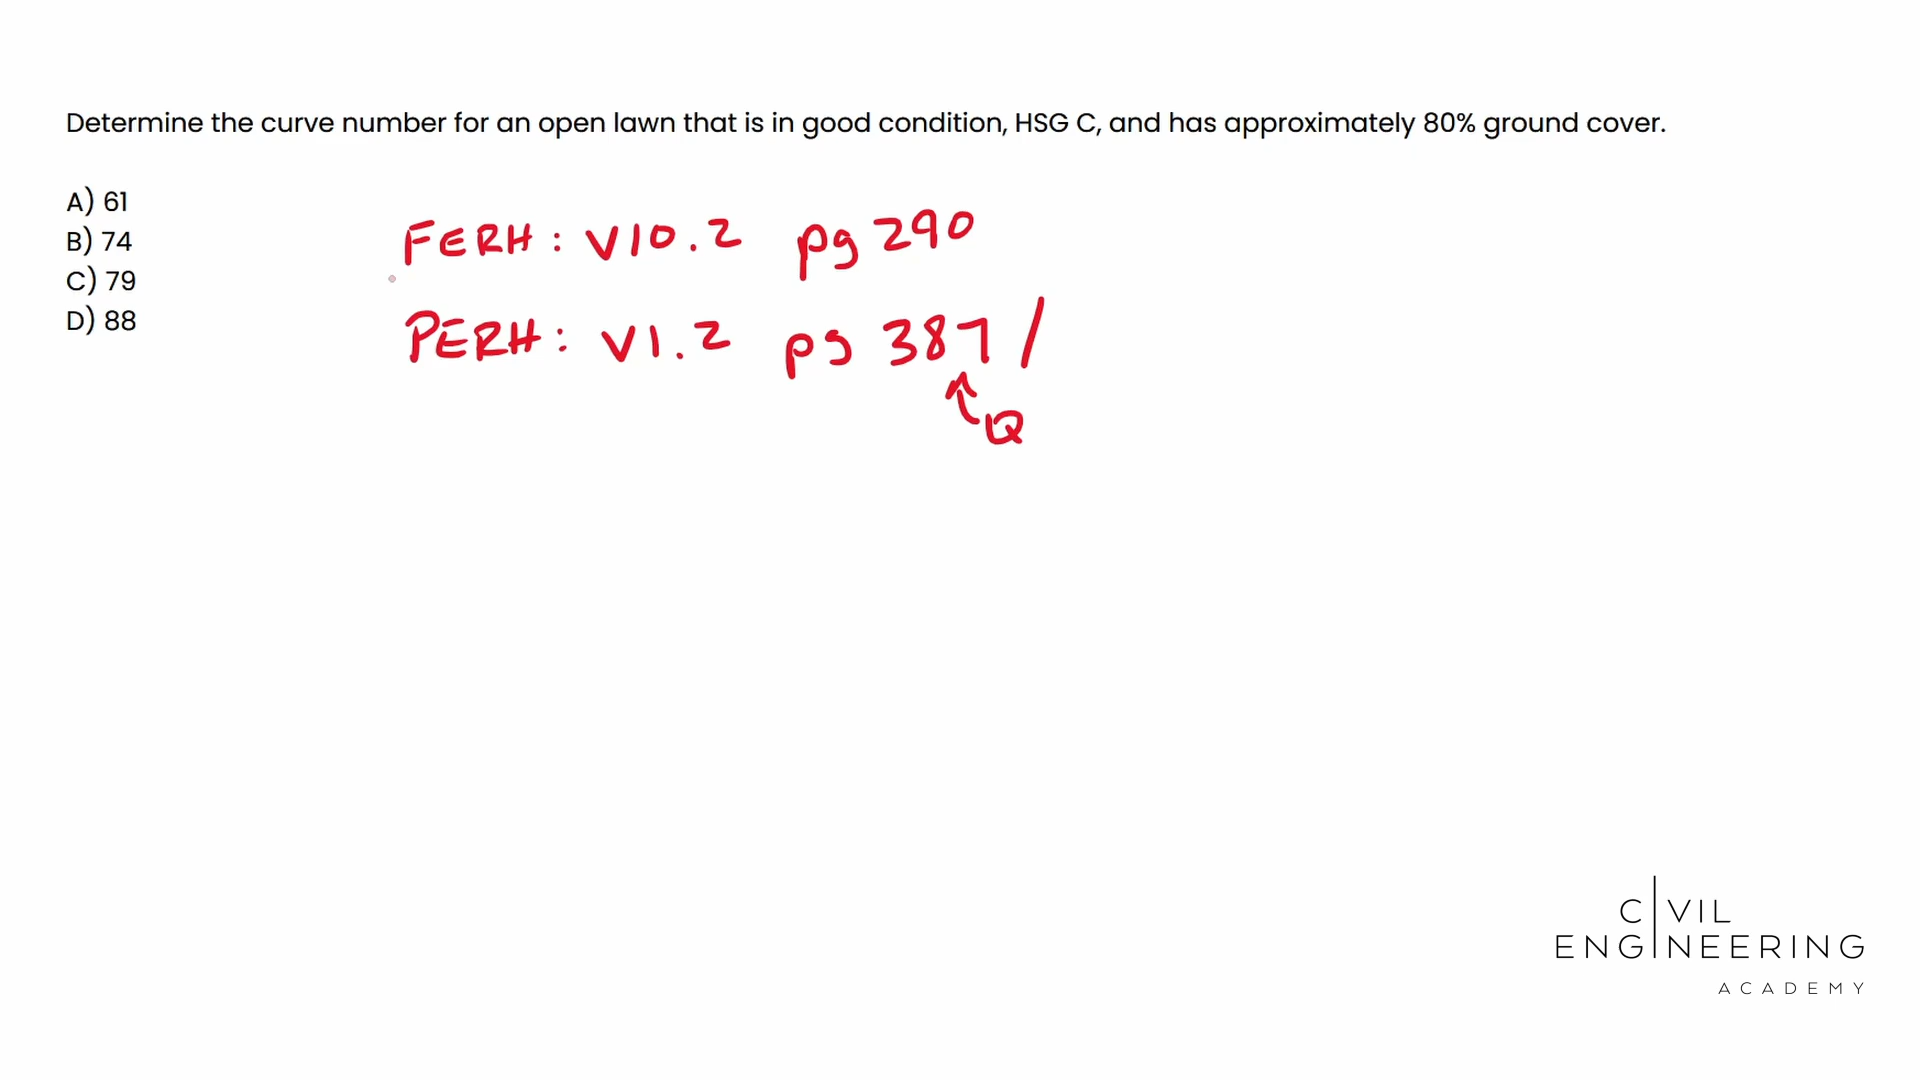 Determine the curve number for an open lawn that is in good condition, HSG C, and has approximately 80% ground cover.
A) 61
B) 74
C) 79
D) 88
FERH: V10.2 pg 290
PERH: V1.2 pg 387 /
Q
CIVIL
ENGINEERING
ACADEMY